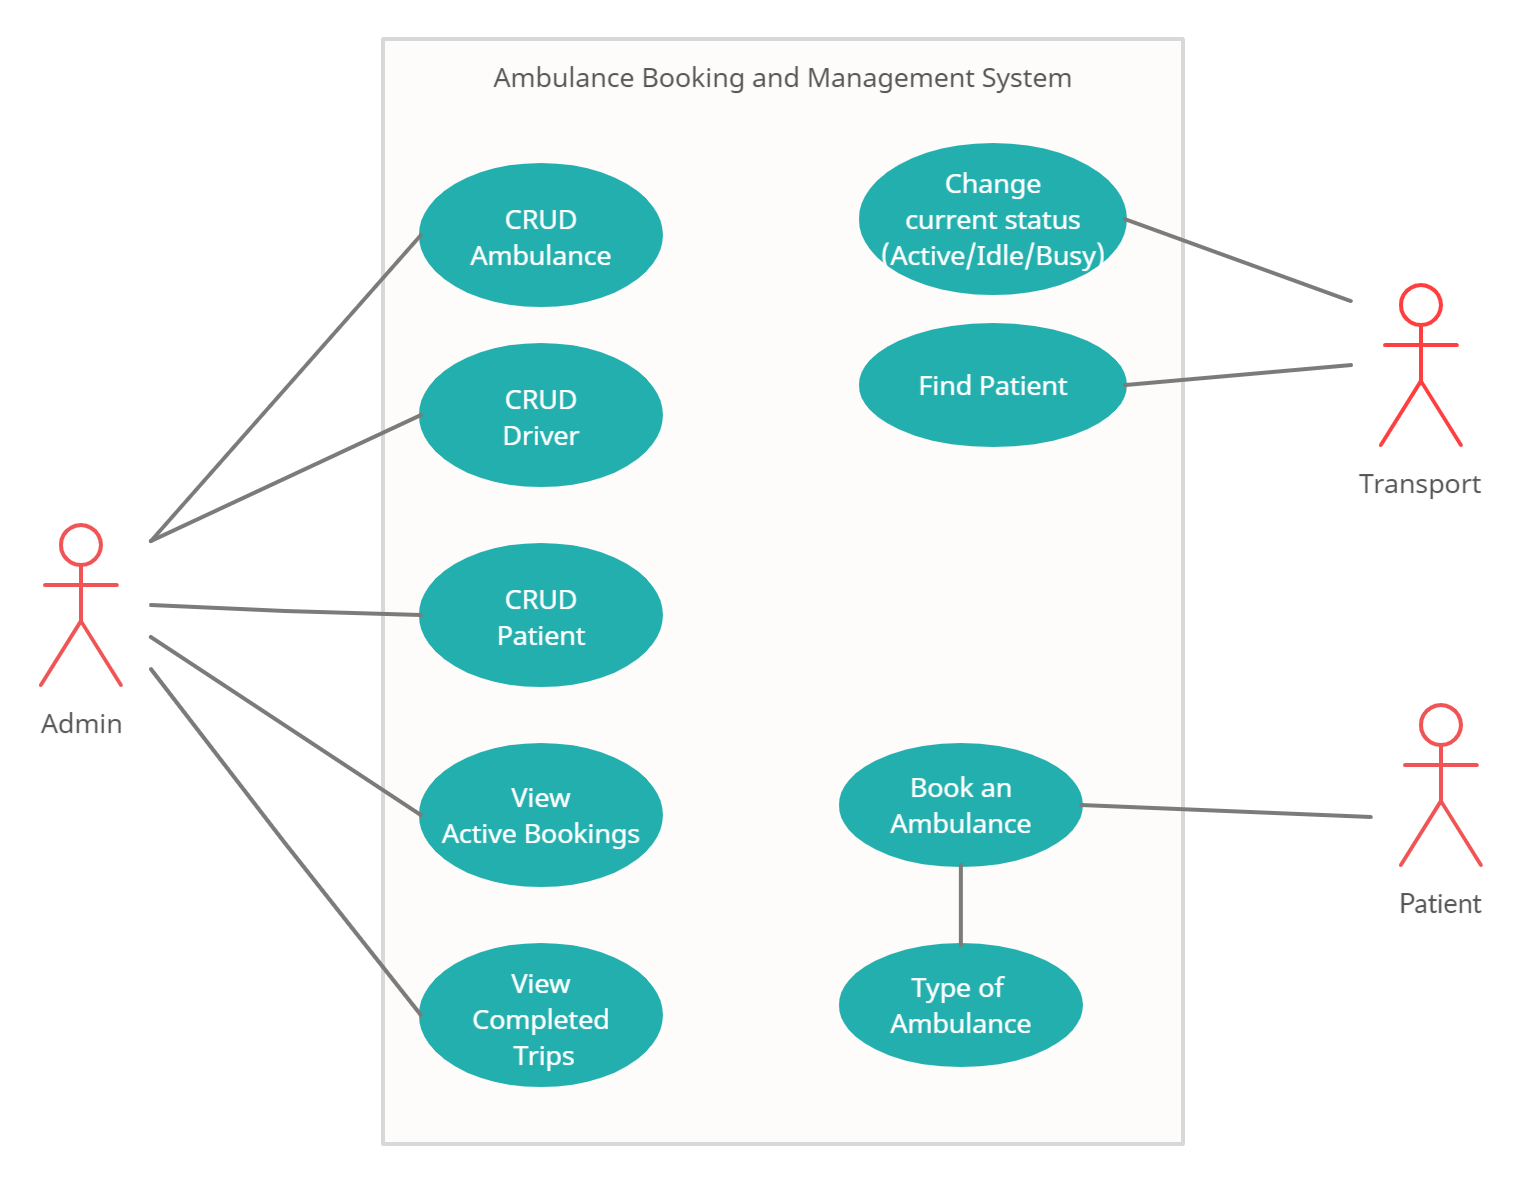 Ambulance Booking and Management System
CRUD
Ambulance
CRUD
Driver
CRUD
Patient
View
Active Bookings
View
Completed
Trips
Change
current status
(Active/Idle/Busy)
Find Patient
Book an
Ambulance
Type of
Ambulance
Admin
Transport
Patient